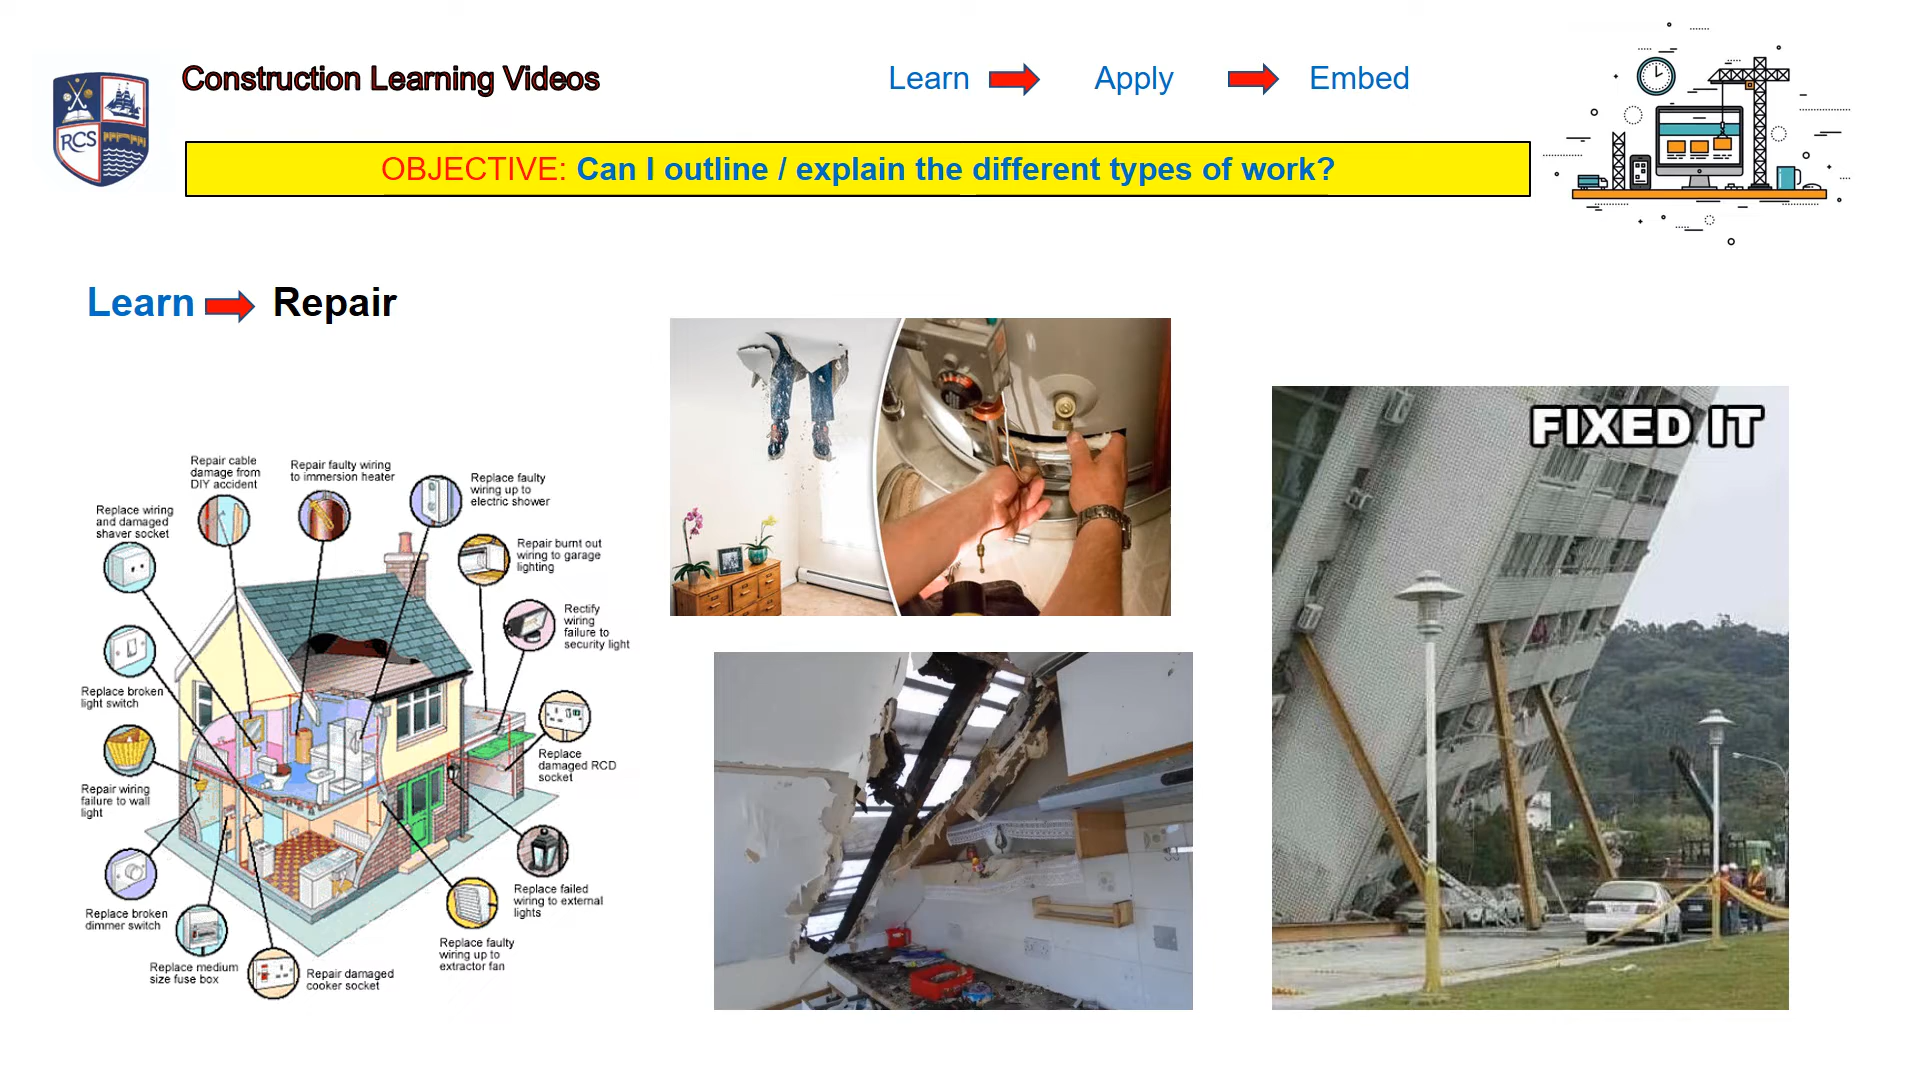 Construction Learning Videos
Learn
Apply
Embed
RCS
OBJECTIVE: Can I outline / explain the different types of work?
Learn
Repair
FIXED IT
Repair cable
damage from
DIY accident
Repair faulty wiring
to immersion heater
Replace faulty
wiring up to
electric shower
Replace wiring
and damaged
shaver socket
Repair burnt out
wiring to garage
lighting
Rectify
wiring
failure to
security light
Replace broken
light switch
Replace
damaged RCD
socket
Repair wiring
failure to wall
light
Replace failed
wiring to external
lights
Replace broken
dimmer switch
Replace faulty
wiring up to
extractor fan
Replace medium
size fuse box
Repair damaged
cooker socket